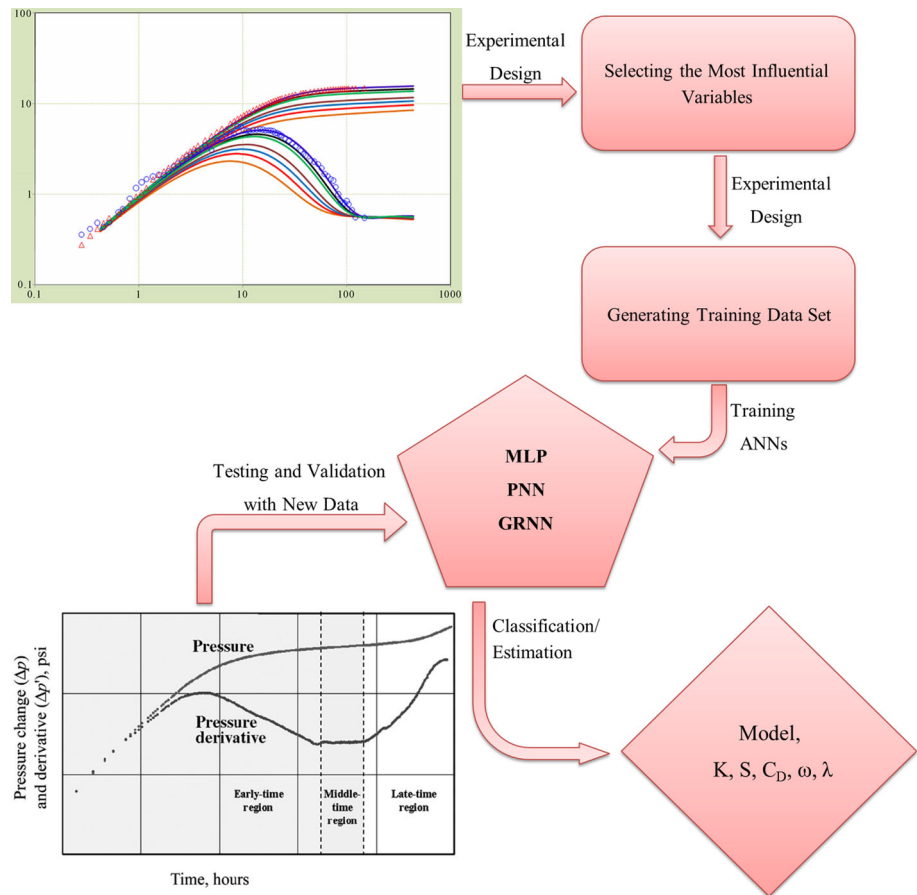 100
10
1
0.1
0.1
1
10
100
1000
Experimental
Design
Selecting the Most Influential
Variables
Experimental
Design
Generating Training Data Set
Training
ANNs
MLP
PNN
GRNN
Testing and Validation
with New Data
Classification/
Estimation
Model,
K, S, C_D, ω, λ
Pressure change (Δp)
and derivative (Δp'), psi
Pressure
Pressure
derivative
Early-time
region
Middle-
time
region
Late-time
region
Time, hours